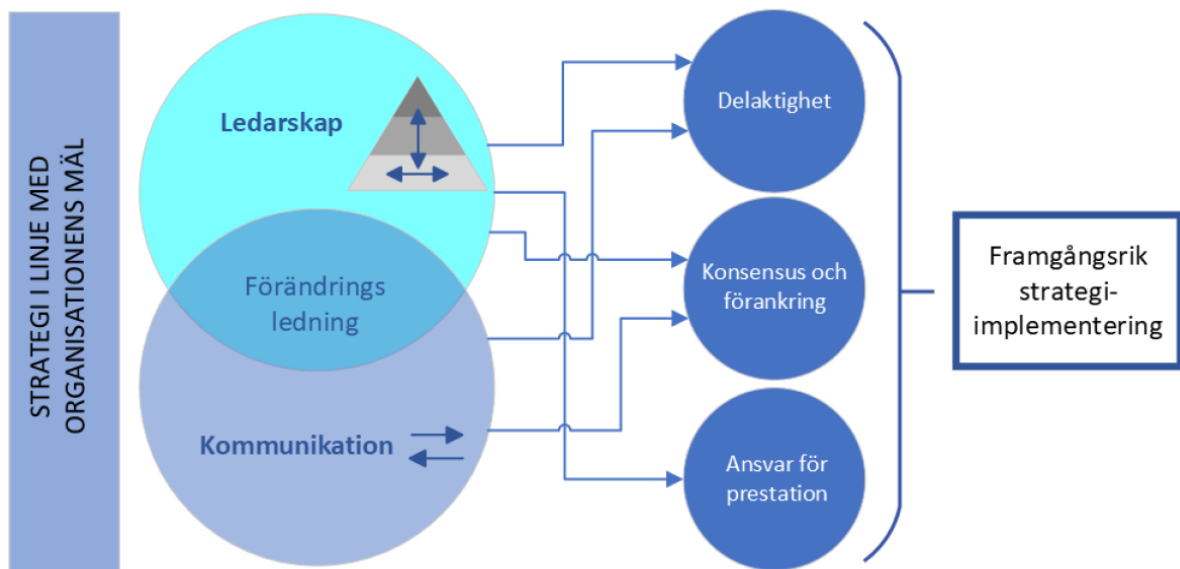 STRATEGI I LINJE MED
ORGANISATIONENS MÅL
Ledarskap
Förändrings
ledning
Kommunikation
Delaktighet
Konsensus och
förankring
Ansvar för
prestation
Framgångsrik
strategi-
implementering